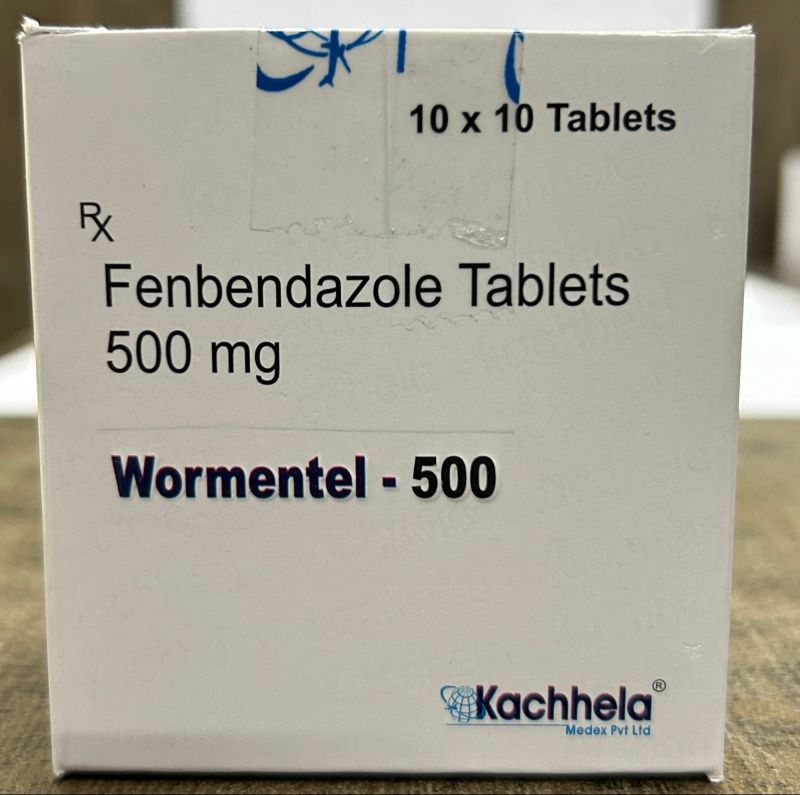 10 x 10 Tablets
Rx
Fenbendazole Tablets
500 mg
Wormentel - 500
Kachhela®
Medex Pvt Ltd